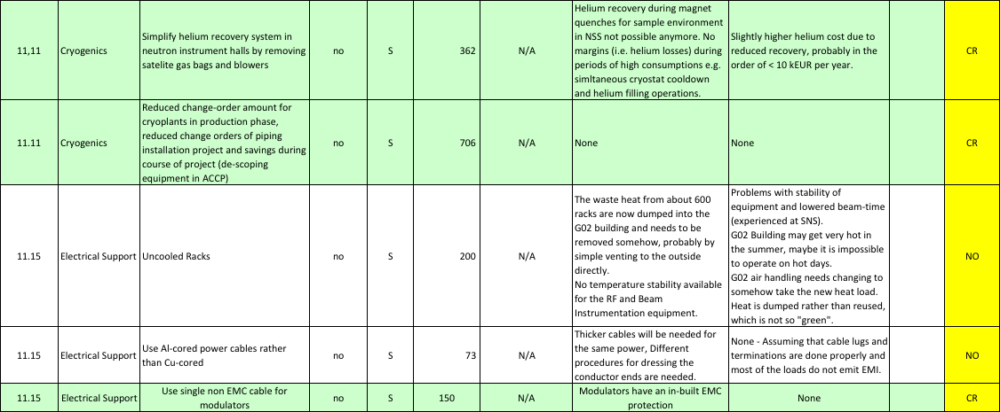 11,11 Cryogenics Simplify helium recovery system in neutron instrument halls by removing satelite gas bags and blowers no S 362 N/A Helium recovery during magnet quenches for sample environment in NSS not possible anymore. No margins (i.e. helium losses) during periods of high consumptions e.g. simltaneous cryostat cooldown and helium filling operations. Slightly higher helium cost due to reduced recovery, probably in the order of < 10 kEUR per year. CR
11.11 Cryogenics Reduced change-order amount for cryoplants in production phase, reduced change orders of piping installation project and savings during course of project (de-scoping equipment in ACCP) no S 706 N/A None None CR
11.15 Electrical Support Uncooled Racks no S 200 N/A The waste heat from about 600 racks are now dumped into the G02 building and needs to be removed somehow, probably by simple venting to the outside directly. No temperature stability available for the RF and Beam Instrumentation equipment. Problems with stability of equipment and lowered beam-time (experienced at SNS). G02 Building may get very hot in the summer, maybe it is impossible to operate on hot days. G02 air handling needs changing to somehow take the new heat load. Heat is dumped rather than reused, which is not so "green". NO
11.15 Electrical Support Use Al-cored power cables rather than Cu-cored no S 73 N/A Thicker cables will be needed for the same power, Different procedures for dressing the conductor ends are needed. None - Assuming that cable lugs and terminations are done properly and most of the loads do not emit EMI. NO
11.15 Electrical Support Use single non EMC cable for modulators no S 150 N/A Modulators have an in-built EMC protection None CR